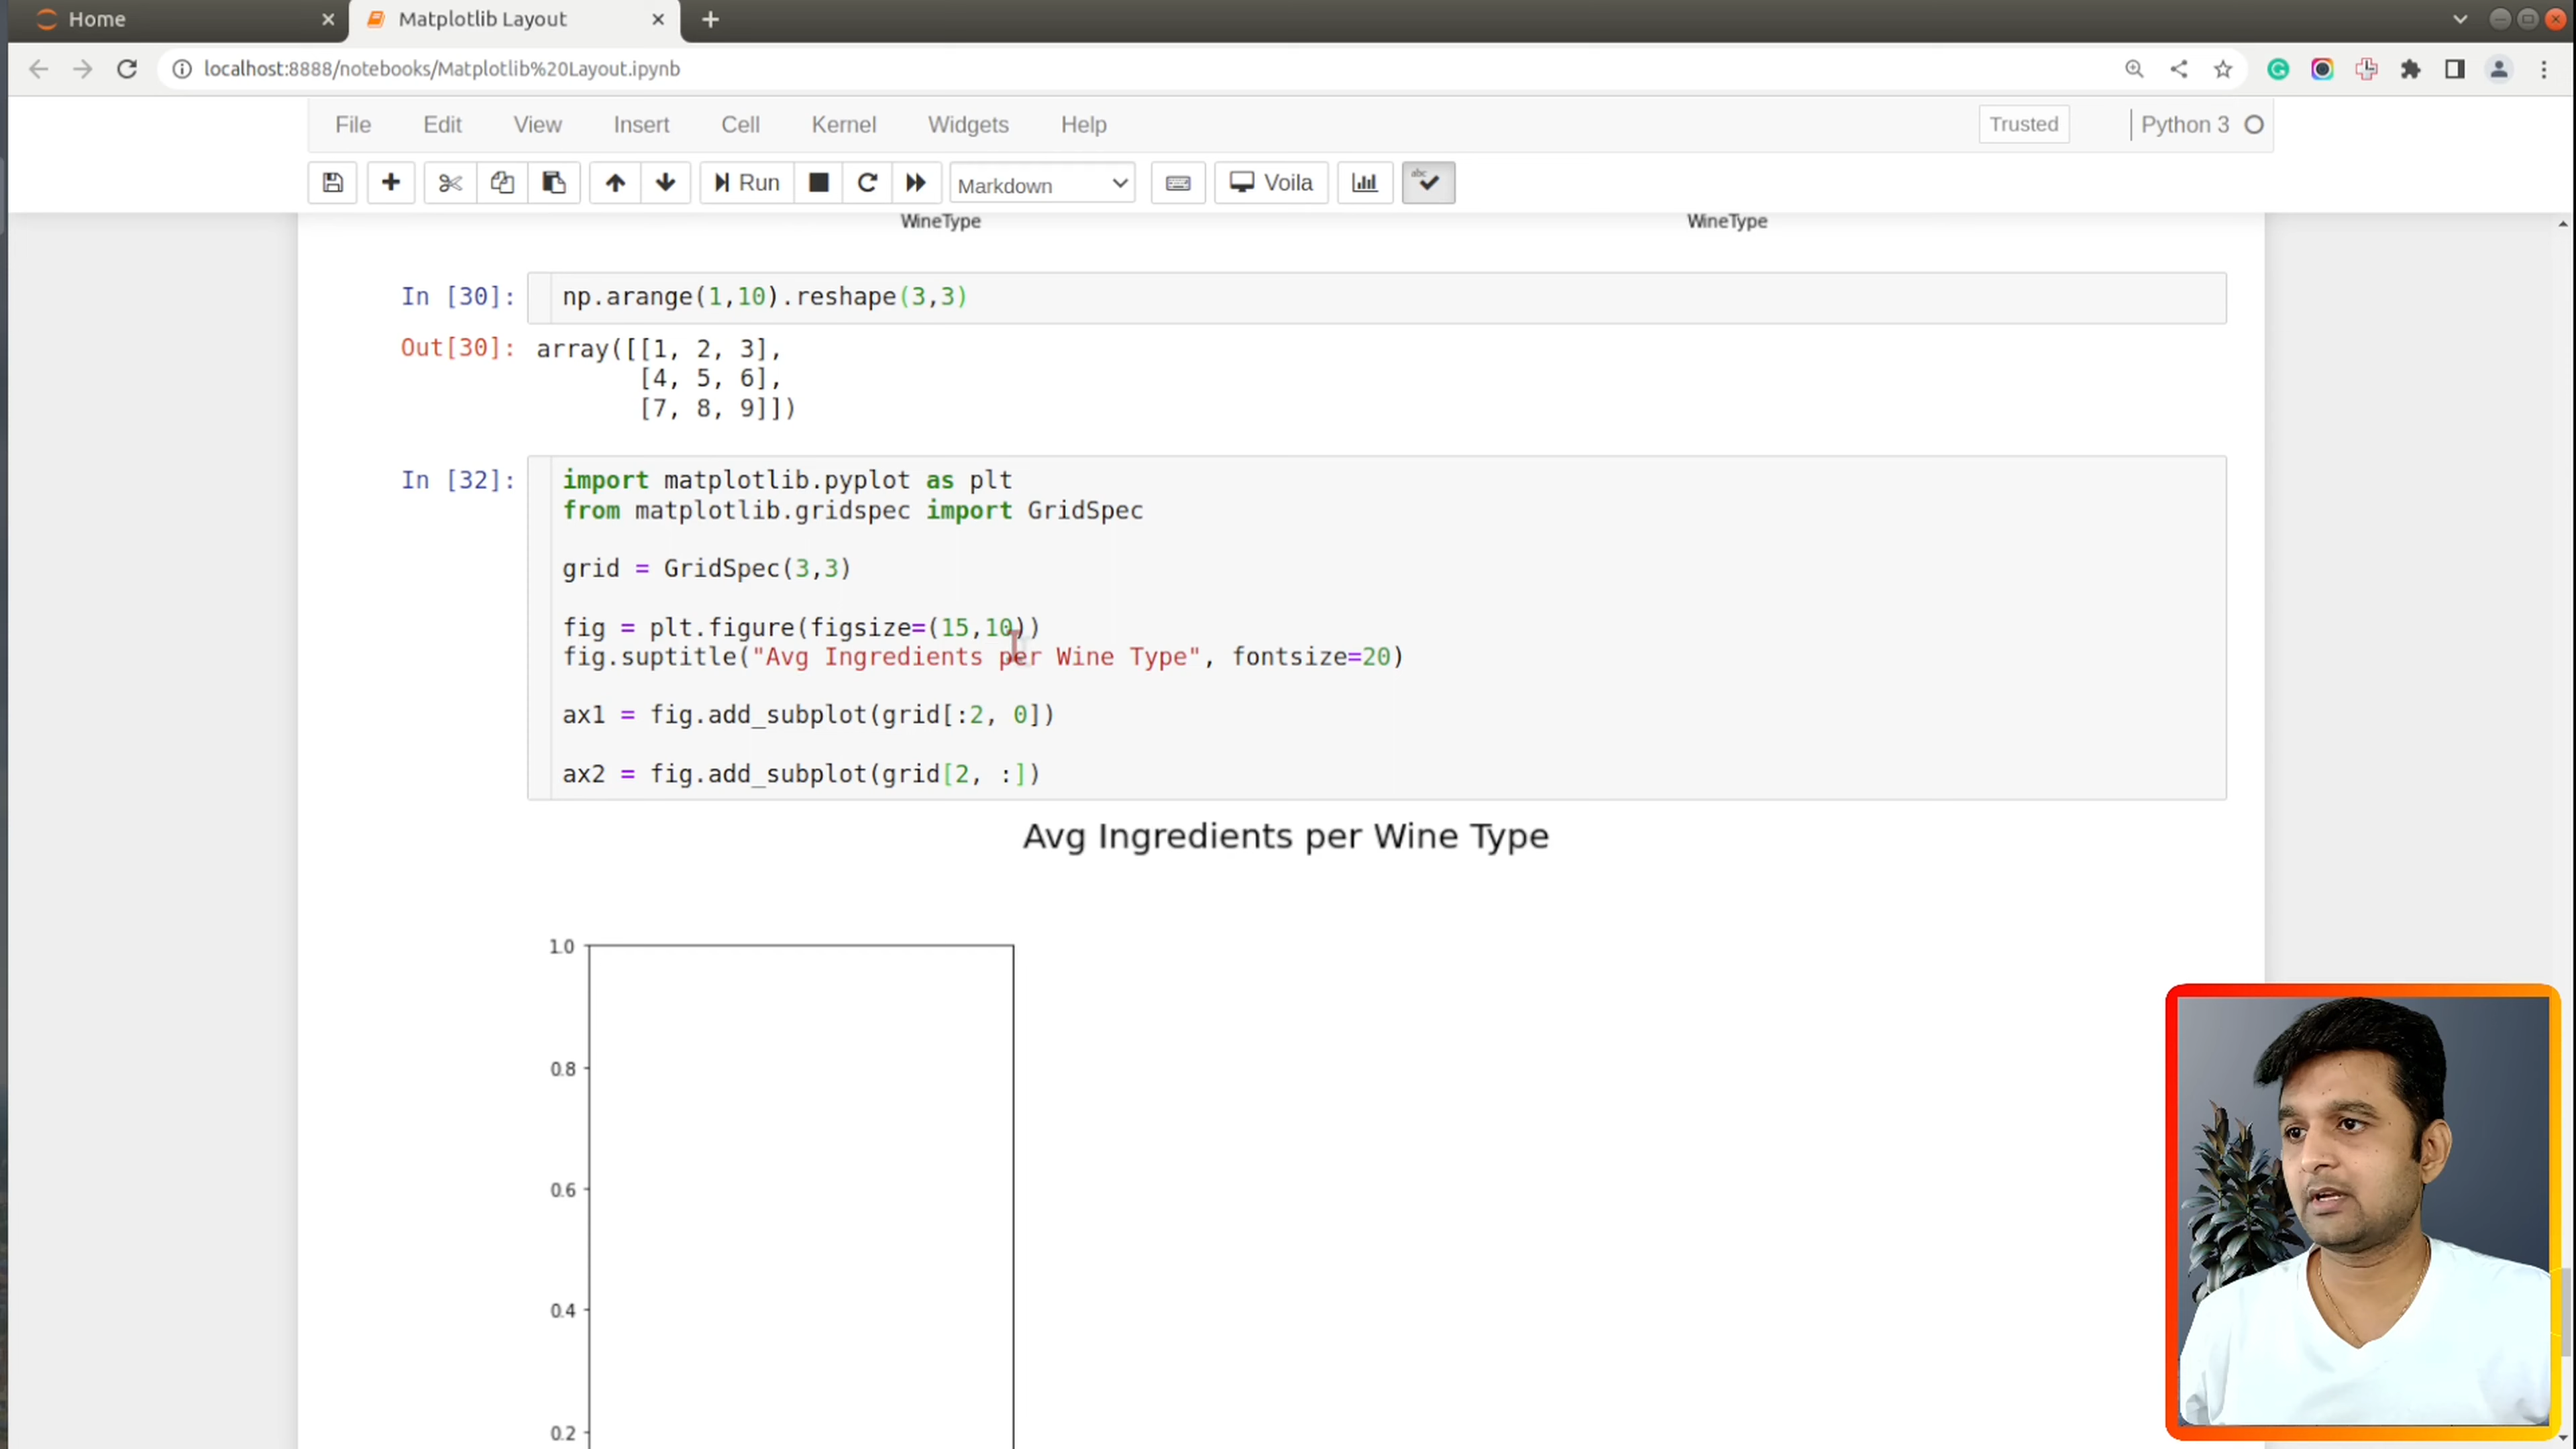 Home
Matplotlib Layout
localhost:8888/notebooks/Matplotlib%20Layout.ipynb
File Edit View Insert Cell Kernel Widgets Help
Trusted
Python 3
Run
Markdown
Voila
abc
WineType WineType
In [30]: np.arange(1,10).reshape(3,3)
Out[30]: array([[1, 2, 3],
[4, 5, 6],
[7, 8, 9]])
In [32]: import matplotlib.pyplot as plt
from matplotlib.gridspec import GridSpec
grid = GridSpec(3,3)
fig = plt.figure(figsize=(15,10))
fig.suptitle("Avg Ingredients per Wine Type", fontsize=20)
ax1 = fig.add_subplot(grid[:2, 0])
ax2 = fig.add_subplot(grid[2, :])
Avg Ingredients per Wine Type
1.0
0.8
0.6
0.4
0.2